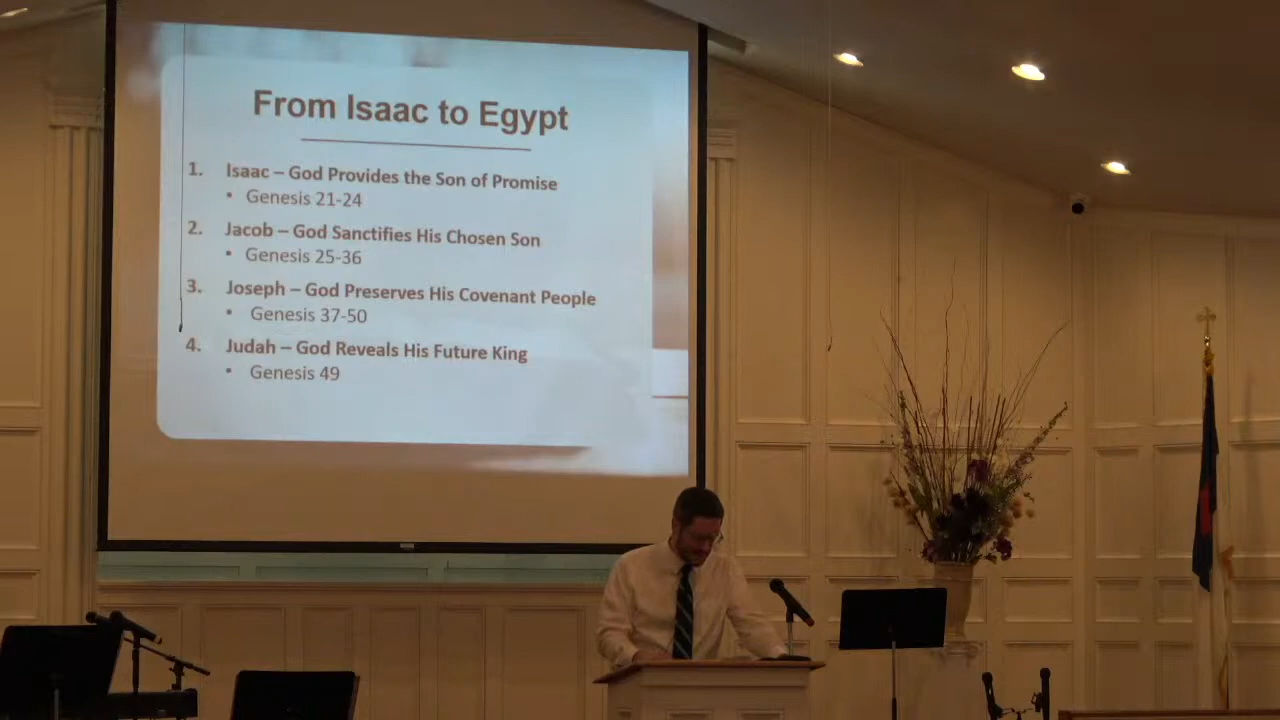 From Isaac to Egypt
1. Isaac – God Provides the Son of Promise
• Genesis 21-24
2. Jacob – God Sanctifies His Chosen Son
• Genesis 25-36
3. Joseph – God Preserves His Covenant People
• Genesis 37-50
4. Judah – God Reveals His Future King
• Genesis 49